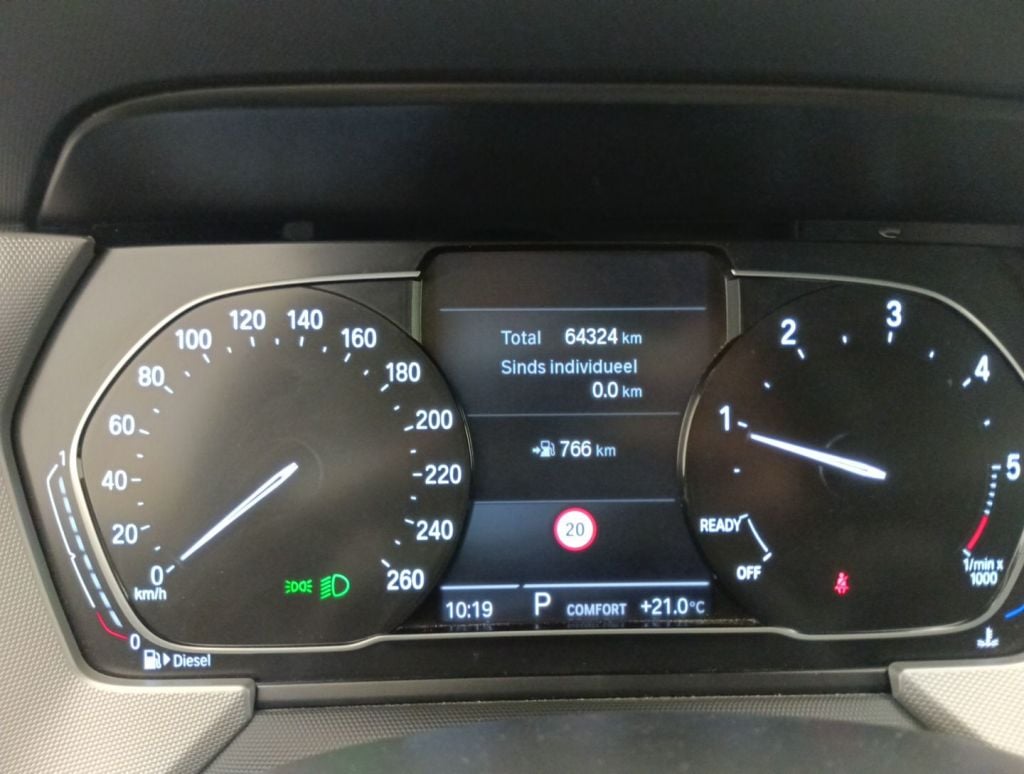 0
20
40
60
80
100
120
140
160
180
200
220
240
260
km/h
1
0
Diesel
Total 64324 km
Sinds individueel
0.0 km
766 km
20
10:19 P COMFORT +21.0°C
1
2
3
4
5
READY
OFF
1/min x
1000